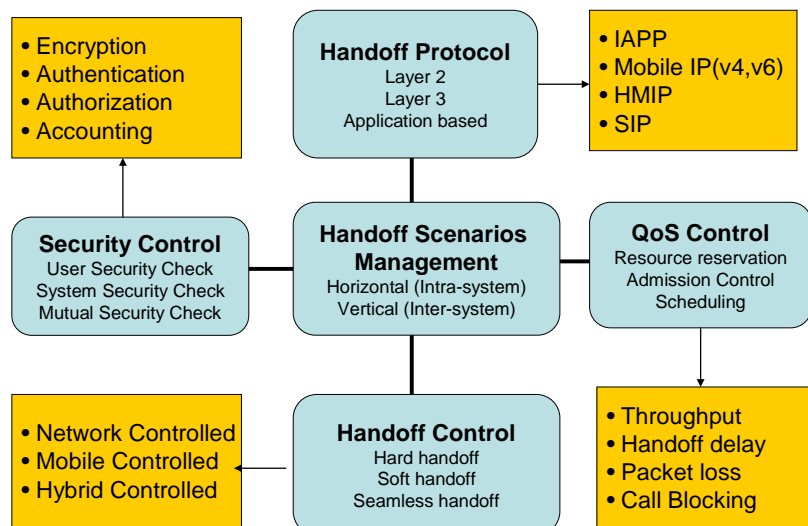 • Encryption
• Authentication
• Authorization
• Accounting
Handoff Protocol
Layer 2
Layer 3
Application based
• IAPP
• Mobile IP(v4,v6)
• HMIP
• SIP
Security Control
User Security Check
System Security Check
Mutual Security Check
Handoff Scenarios
Management
Horizontal (Intra-system)
Vertical (Inter-system)
QoS Control
Resource reservation
Admission Control
Scheduling
• Network Controlled
• Mobile Controlled
• Hybrid Controlled
Handoff Control
Hard handoff
Soft handoff
Seamless handoff
• Throughput
• Handoff delay
• Packet loss
• Call Blocking